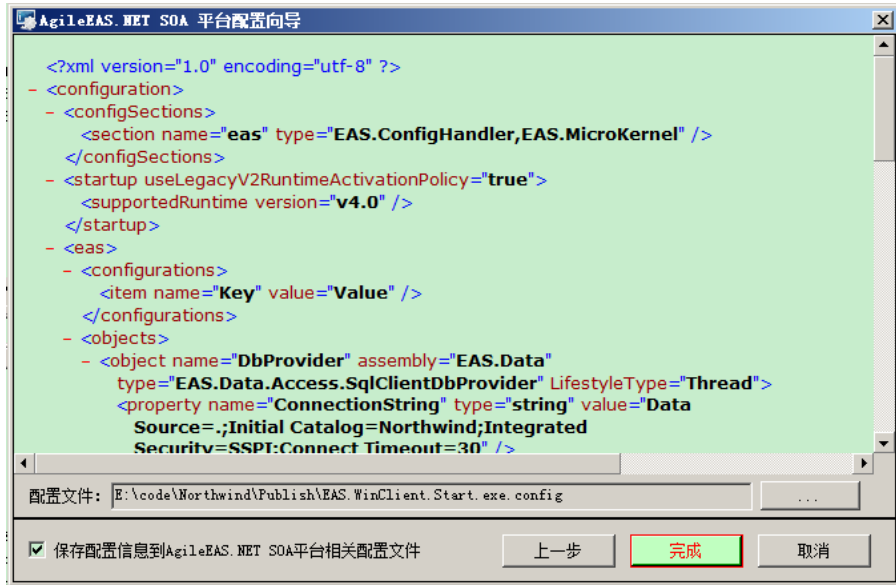 AgileEAS.NET SOA 平台配置向导
<?xml version="1.0" encoding="utf-8" ?>
- <configuration>
- <configSections>
<section name="eas" type="EAS.ConfigHandler,EAS.MicroKernel" />
</configSections>
- <startup useLegacyV2RuntimeActivationPolicy="true">
<supportedRuntime version="v4.0" />
</startup>
- <eas>
- <configurations>
<item name="Key" value="Value" />
</configurations>
- <objects>
- <object name="DbProvider" assembly="EAS.Data"
type="EAS.Data.Access.SqlClientDbProvider" LifestyleType="Thread">
<property name="ConnectionString" type="string" value="Data
Source=.;Initial Catalog=Northwind;Integrated
Security=SSPI;Connect Timeout=30" />
配置文件: E:\code\Northwind\Publish\EAS.WinClient.Start.exe.config ...
保存配置信息到AgileEAS.NET SOA平台相关配置文件 上一步 完成 取消